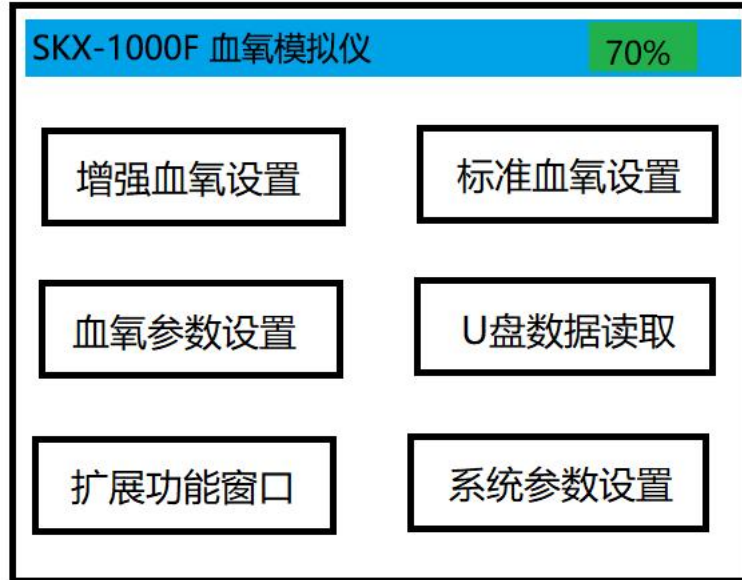 SKX-1000F 血氧模拟仪 70%
增强血氧设置 标准血氧设置
血氧参数设置 U盘数据读取
扩展功能窗口 系统参数设置